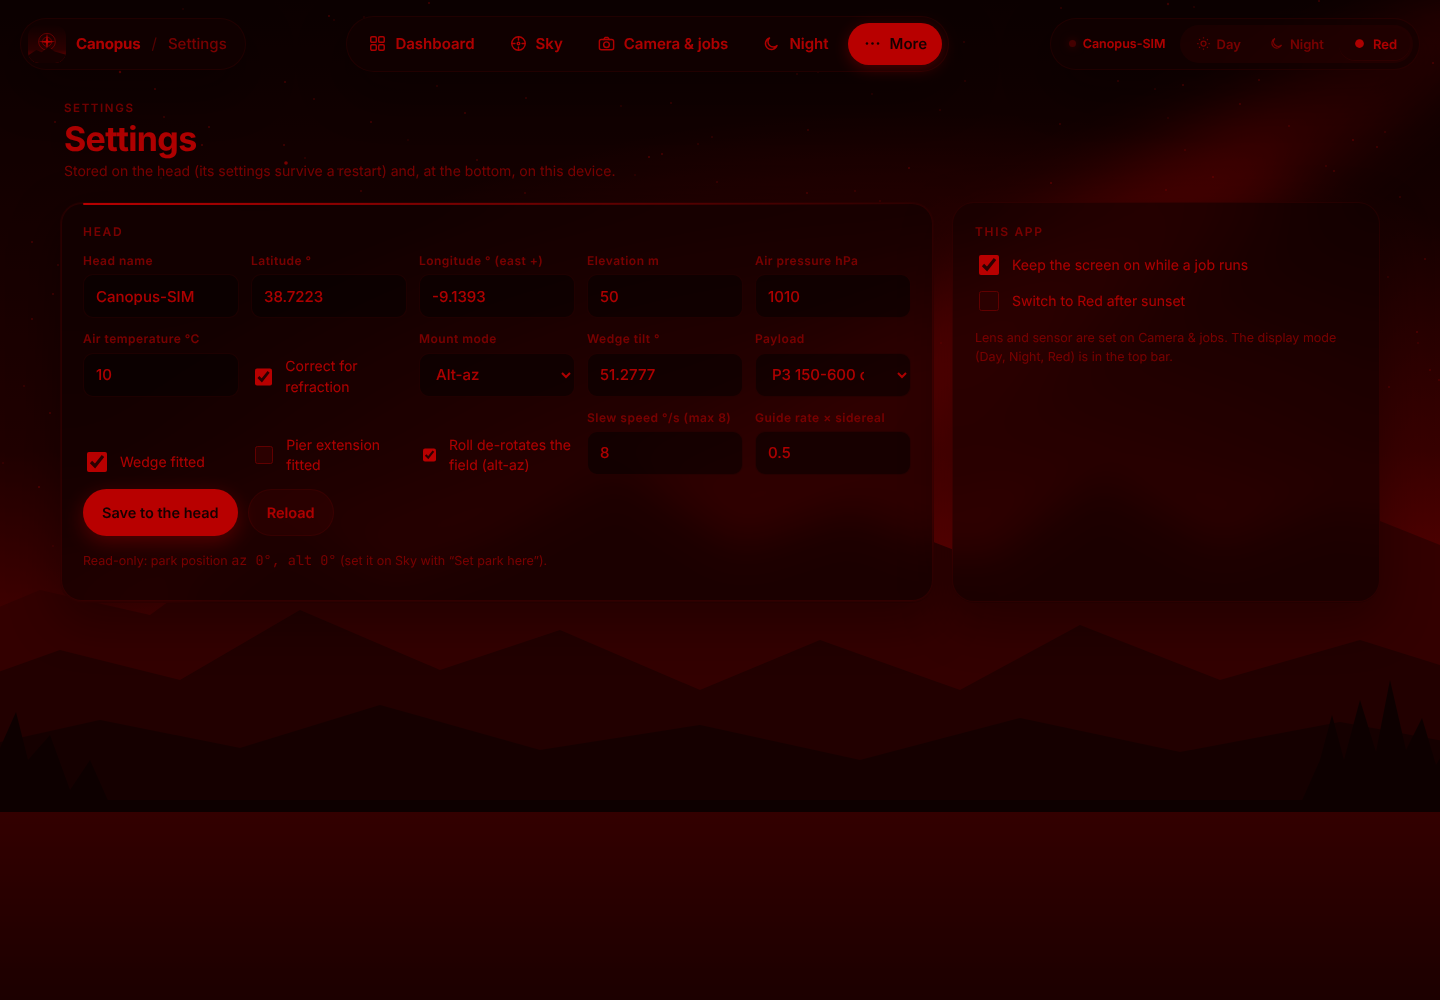 Canopus / Settings
Dashboard
Sky
Camera & jobs
Night
··· More
Canopus-SIM
Day
Night
Red
SETTINGS
Settings
Stored on the head (its settings survive a restart) and, at the bottom, on this device.
HEAD
Head name
Latitude °
Longitude ° (east +)
Elevation m
Air pressure hPa
Canopus-SIM
38.7223
-9.1393
50
1010
Air temperature °C
Mount mode
Wedge tilt °
Payload
10
Correct for
refraction
Alt-az
51.2777
P3 150-600 c
Slew speed °/s (max 8)
Guide rate × sidereal
Wedge fitted
Pier extension
fitted
Roll de-rotates the
field (alt-az)
8
0.5
Save to the head
Reload
Read-only: park position az 0°, alt 0° (set it on Sky with "Set park here").
THIS APP
Keep the screen on while a job runs
Switch to Red after sunset
Lens and sensor are set on Camera & jobs. The display mode
(Day, Night, Red) is in the top bar.